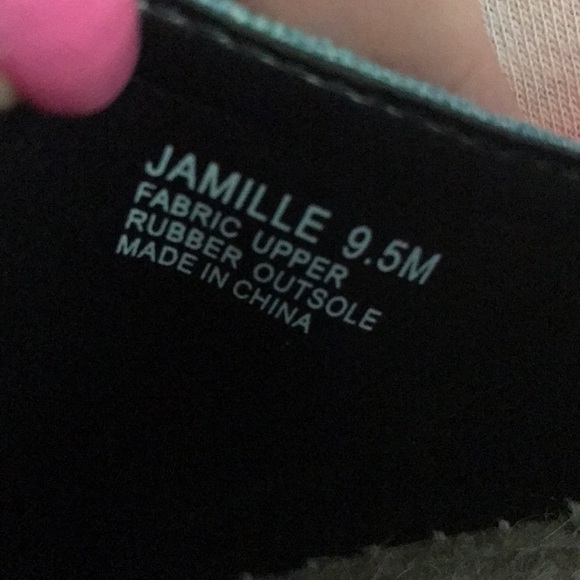 JAMILLE 9.5M
FABRIC UPPER
RUBBER OUTSOLE
MADE IN CHINA